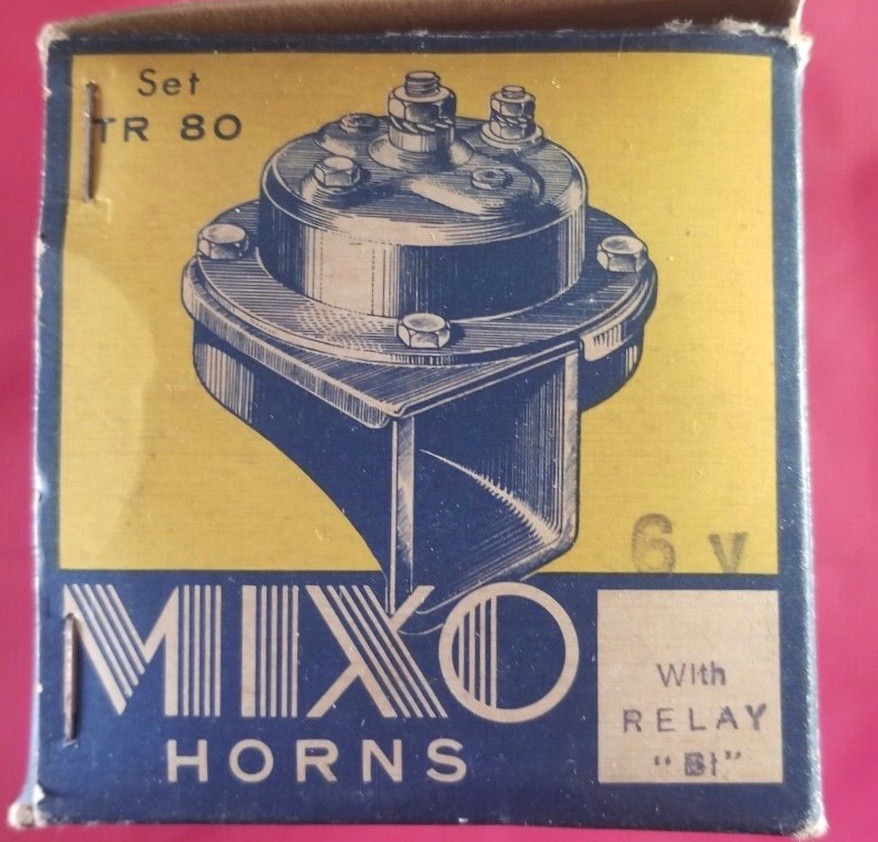 Set
TR 80
6 v
MIXO
HORNS
With
RELAY
"BI"